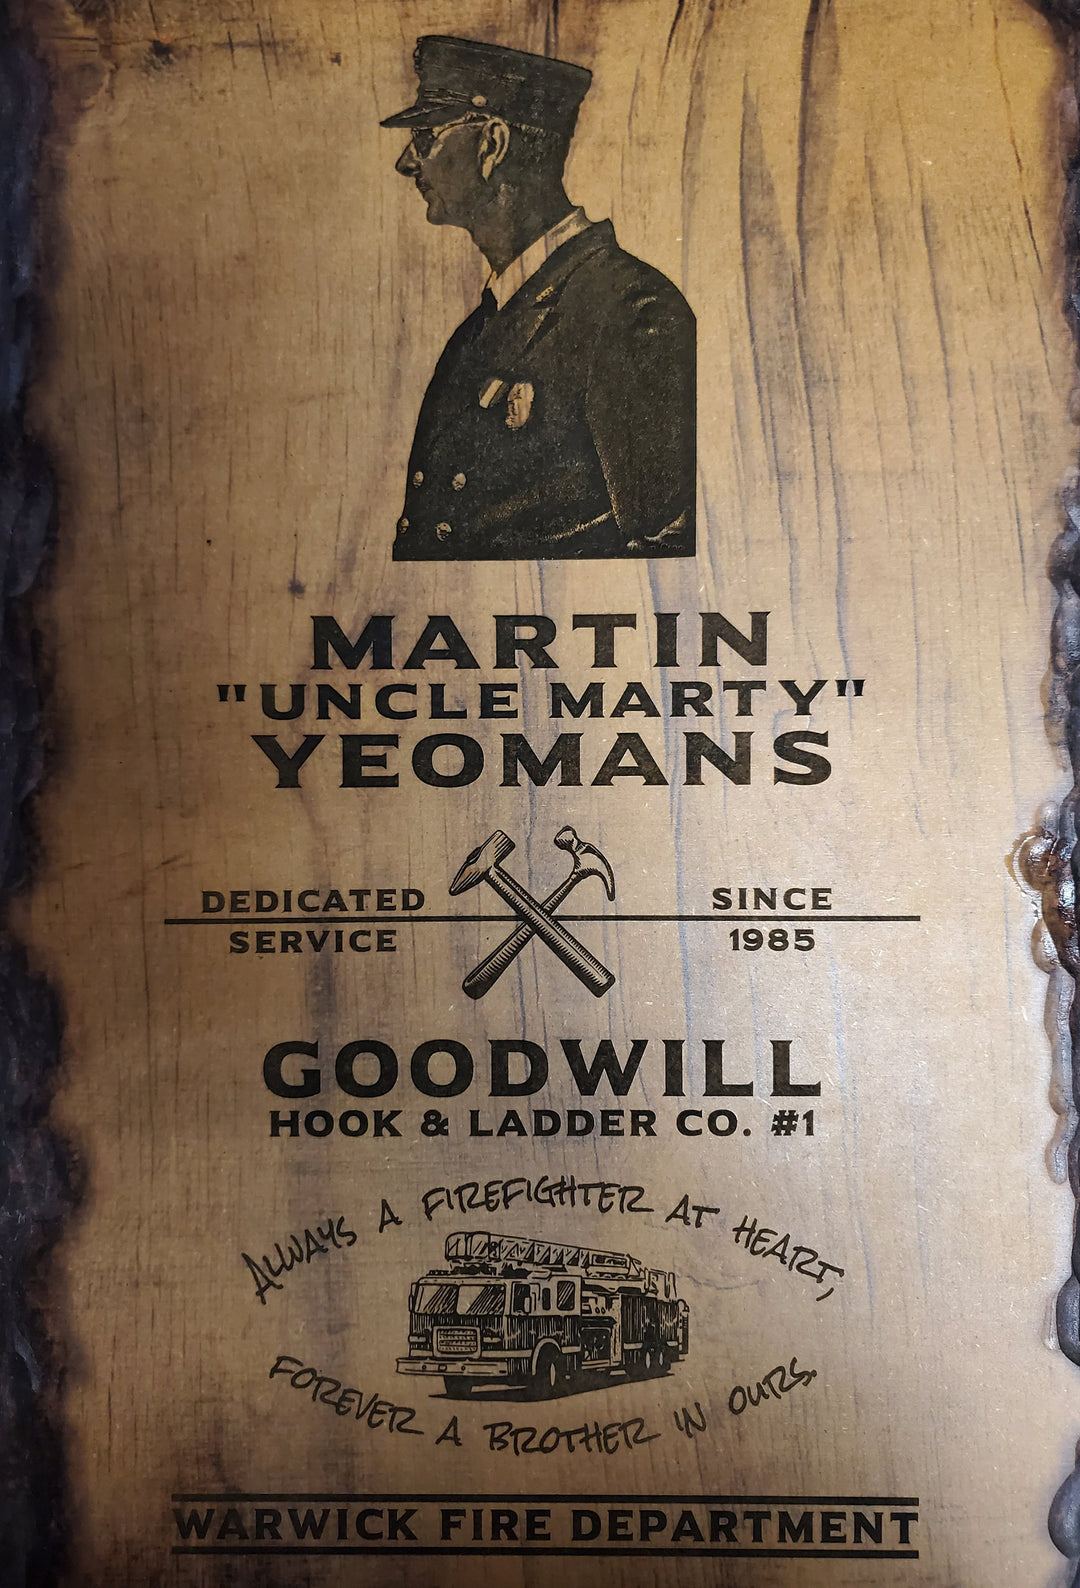 MARTIN
"UNCLE MARTY"
YEOMANS
DEDICATED
SERVICE
SINCE
1985
GOODWILL
HOOK & LADDER CO. #1
ALWAYS A FIREFIGHTER AT HEART,
FOREVER A BROTHER IN OURS.
WARWICK FIRE DEPARTMENT